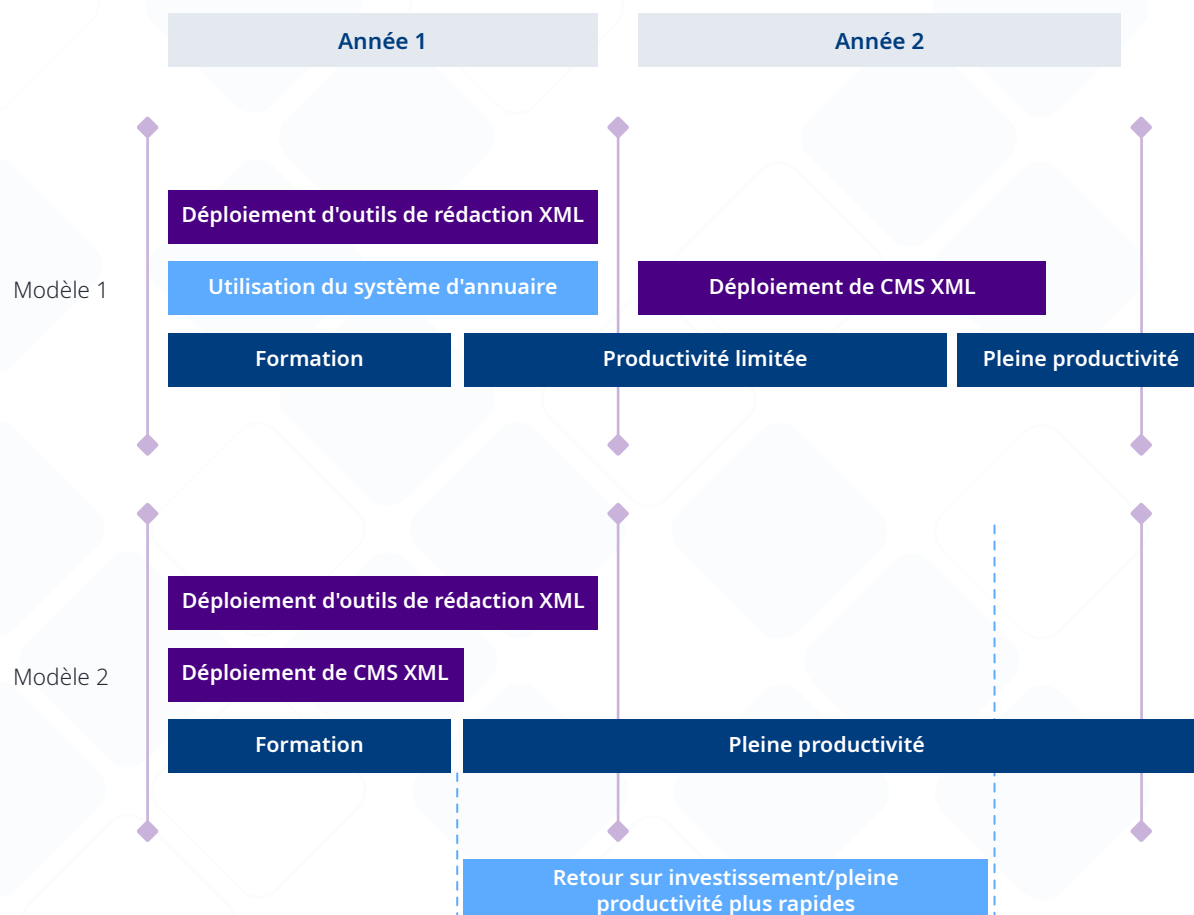 Année 1
Année 2
Déploiement d'outils de rédaction XML
Modèle 1
Utilisation du système d'annuaire
Déploiement de CMS XML
Formation
Productivité limitée
Pleine productivité
Déploiement d'outils de rédaction XML
Modèle 2
Déploiement de CMS XML
Formation
Pleine productivité
Retour sur investissement/pleine
productivité plus rapides